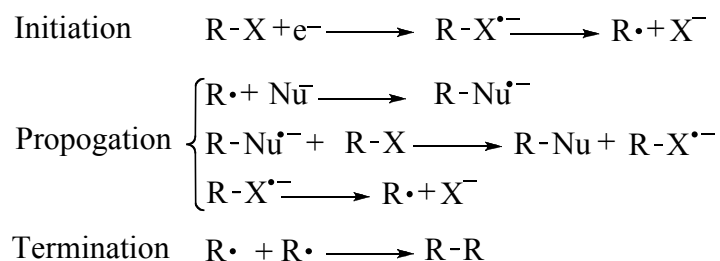 Initiation R-X + e⁻ ⟶ R-X•⁻ ⟶ R• + X⁻
R• + Nu⁻ ⟶ R-Nu•⁻
Propogation R-Nu•⁻ + R-X ⟶ R-Nu + R-X•⁻
R-X•⁻ ⟶ R• + X⁻
Termination R• + R• ⟶ R-R